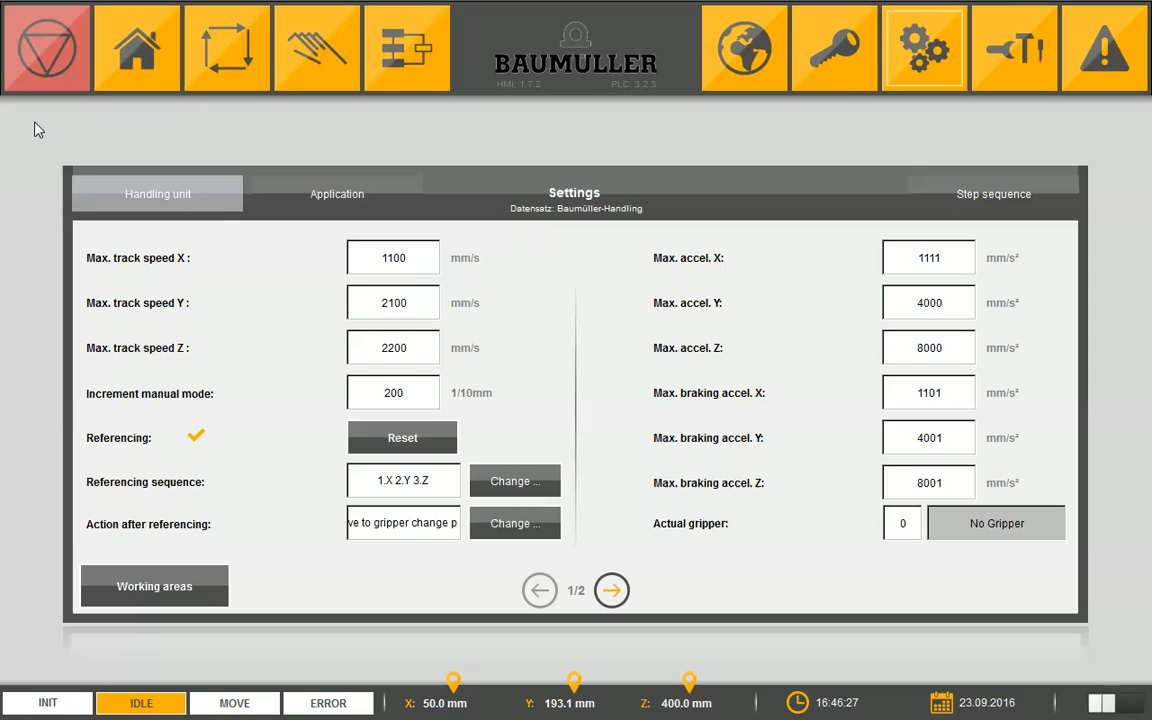 BAUMÜLLER
HMI: 1.7.2 PLC: 3.2.3
Handling unit Application Settings Step sequence
Datensatz: Baumüller-Handling
Max. track speed X : 1100 mm/s Max. accel. X: 1111 mm/s²
Max. track speed Y : 2100 mm/s Max. accel. Y: 4000 mm/s²
Max. track speed Z : 2200 mm/s Max. accel. Z: 8000 mm/s²
Increment manual mode: 200 1/10mm Max. braking accel. X: 1101 mm/s²
Referencing: Reset Max. braking accel. Y: 4001 mm/s²
Referencing sequence: 1.X 2.Y 3.Z Change ... Max. braking accel. Z: 8001 mm/s²
Action after referencing: ve to gripper change p Change ... Actual gripper: 0 No Gripper
Working areas 1/2
INIT IDLE MOVE ERROR X: 50.0 mm Y: 193.1 mm Z: 400.0 mm 16:46:27 23.09.2016